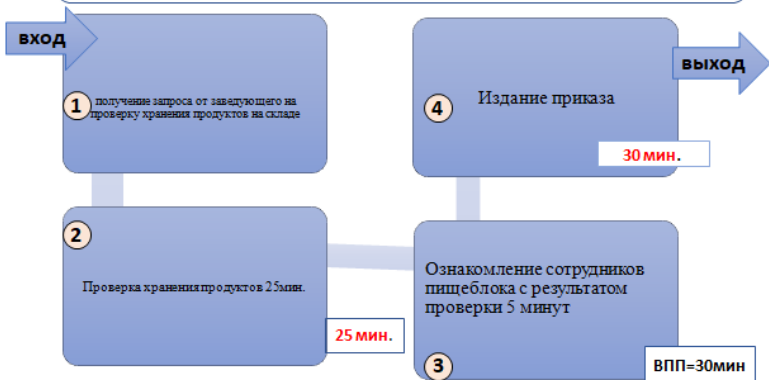 вход
1
получение запроса от заведующего на
проверку хранения продуктов на складе
2
Проверка хранения продуктов 25мин.
25 мин.
Ознакомление сотрудников
пищеблока с результатом
проверки 5 минут
3
ВПП=30мин
4
Издание приказа
30 мин.
выход